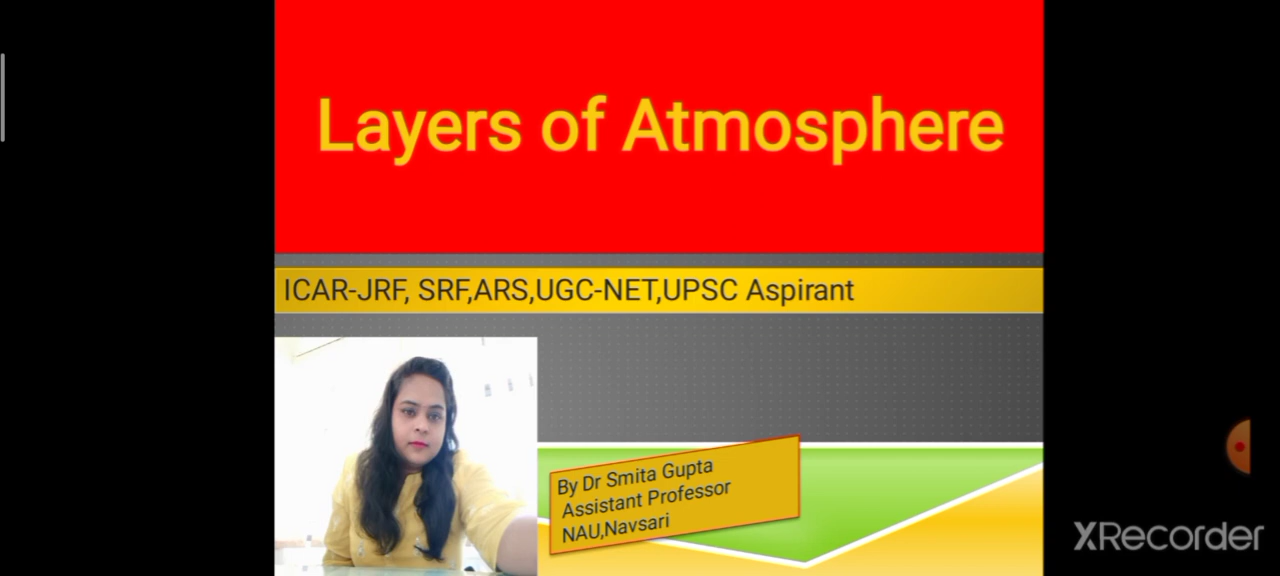 Layers of Atmosphere
ICAR-JRF, SRF,ARS,UGC-NET,UPSC Aspirant
By Dr Smita Gupta
Assistant Professor
NAU,Navsari
XRecorder